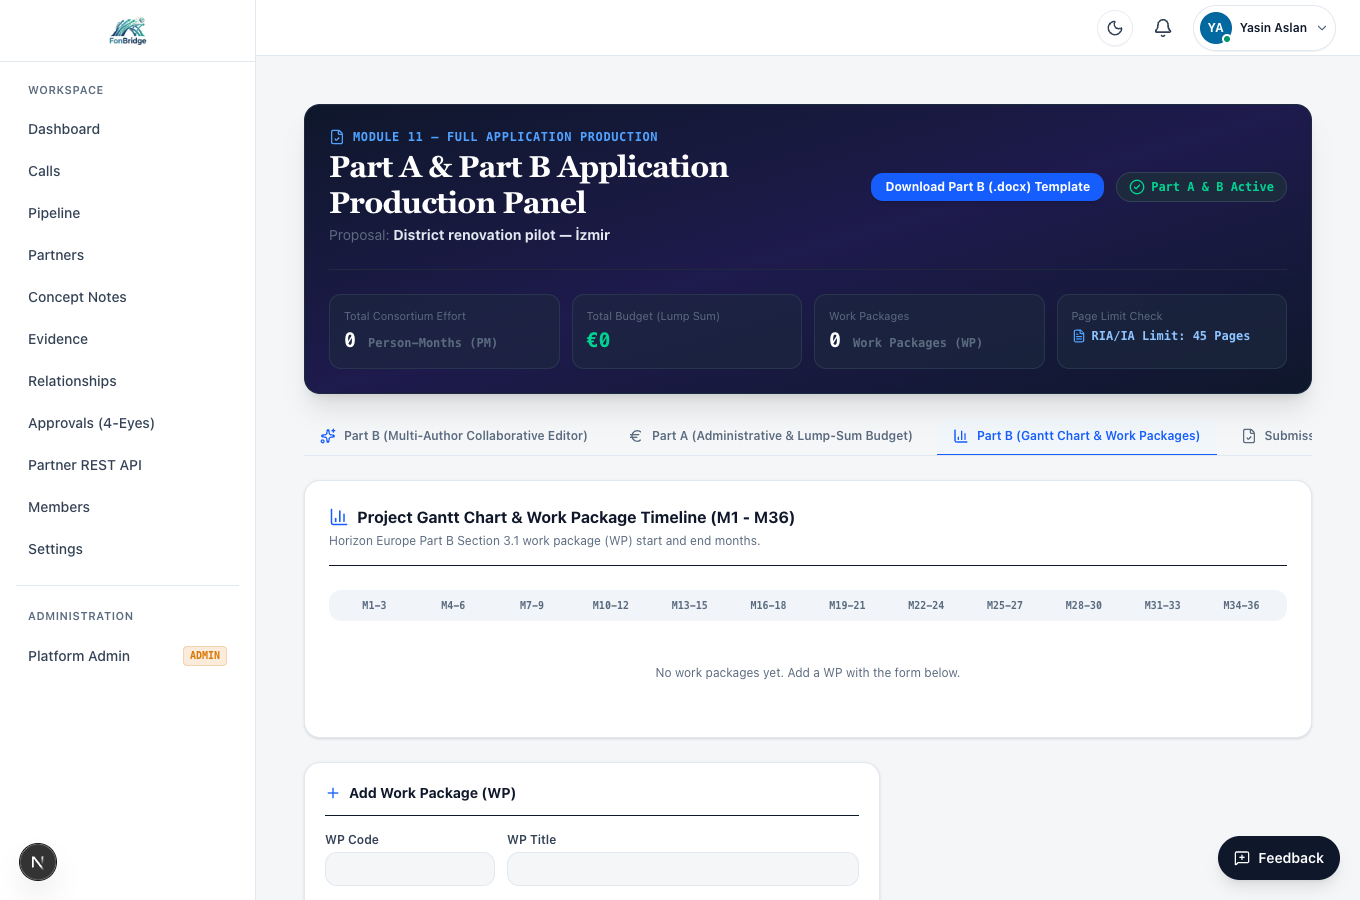 FonBridge
YA
Yasin Aslan
WORKSPACE
Dashboard
Calls
Pipeline
Partners
Concept Notes
Evidence
Relationships
Approvals (4-Eyes)
Partner REST API
Members
Settings
ADMINISTRATION
Platform Admin
ADMIN
N
MODULE 11 — FULL APPLICATION PRODUCTION
Part A & Part B Application
Production Panel
Proposal: District renovation pilot — İzmir
Download Part B (.docx) Template
Part A & B Active
Total Consortium Effort
0 Person-Months (PM)
Total Budget (Lump Sum)
€0
Work Packages
0 Work Packages (WP)
Page Limit Check
RIA/IA Limit: 45 Pages
Part B (Multi-Author Collaborative Editor)
Part A (Administrative & Lump-Sum Budget)
Part B (Gantt Chart & Work Packages)
Submiss
Project Gantt Chart & Work Package Timeline (M1 - M36)
Horizon Europe Part B Section 3.1 work package (WP) start and end months.
M1-3 M4-6 M7-9 M10-12 M13-15 M16-18 M19-21 M22-24 M25-27 M28-30 M31-33 M34-36
No work packages yet. Add a WP with the form below.
Add Work Package (WP)
WP Code
WP Title
Feedback